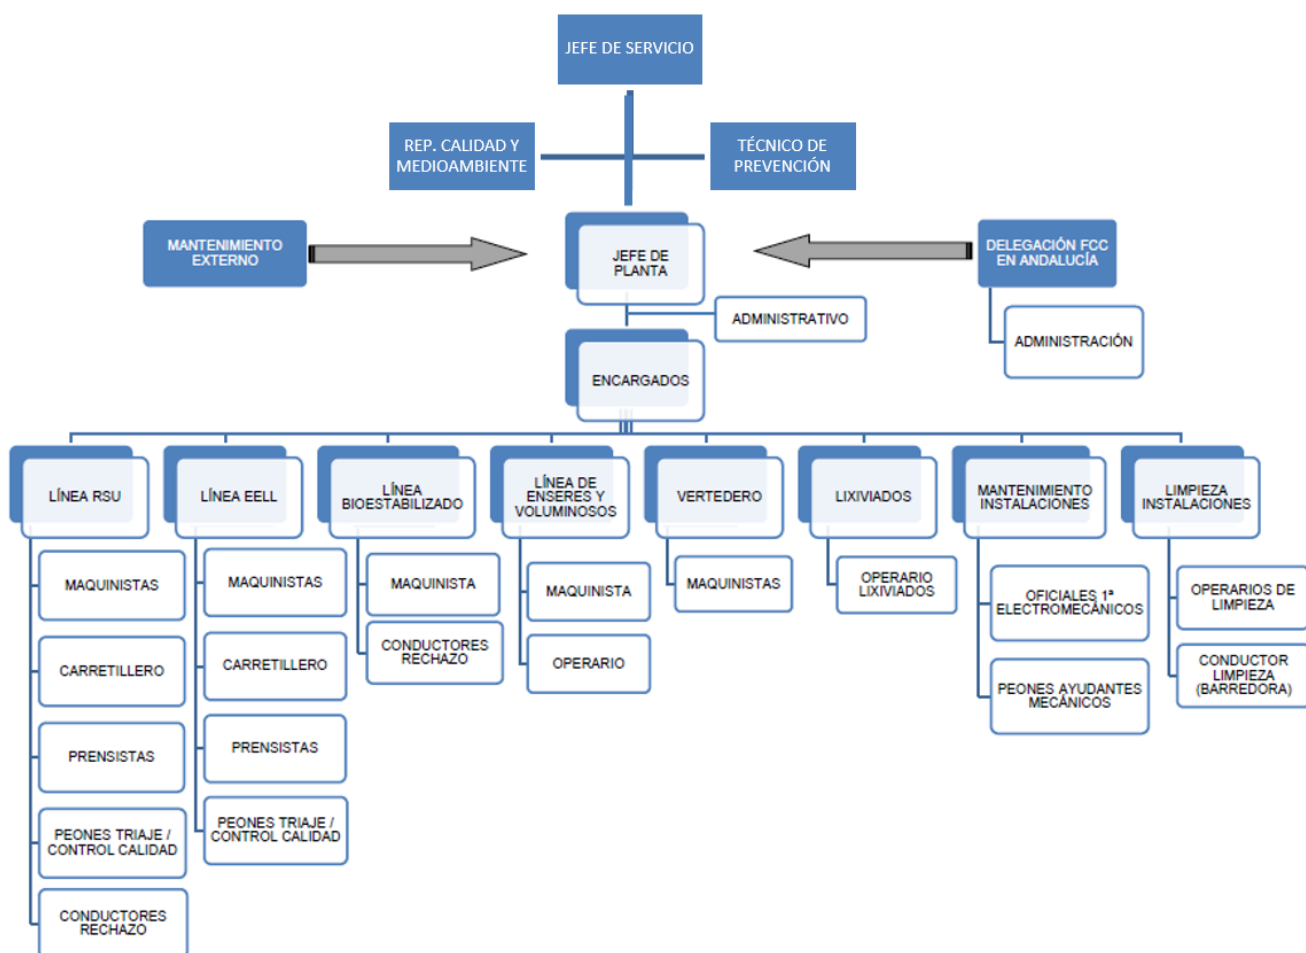 JEFE DE SERVICIO
REP. CALIDAD Y
MEDIOAMBIENTE
TÉCNICO DE
PREVENCIÓN
MANTENIMIENTO
EXTERNO
JEFE DE
PLANTA
DELEGACIÓN FCC
EN ANDALUCÍA
ADMINISTRATIVO
ADMINISTRACIÓN
ENCARGADOS
LÍNEA RSU
MAQUINISTAS
CARRETILLERO
PRENSISTAS
PEONES TRIAJE /
CONTROL CALIDAD
CONDUCTORES
RECHAZO
LÍNEA EELL
MAQUINISTAS
CARRETILLERO
PRENSISTAS
PEONES TRIAJE /
CONTROL CALIDAD
LÍNEA
BIOESTABILIZADO
MAQUINISTA
CONDUCTORES
RECHAZO
LÍNEA DE
ENSERES Y
VOLUMINOSOS
MAQUINISTA
OPERARIO
VERTEDERO
MAQUINISTAS
LIXIVIADOS
OPERARIO
LIXIVIADOS
MANTENIMIENTO
INSTALACIONES
OFICIALES 1ª
ELECTROMECÁNICOS
PEONES AYUDANTES
MECÁNICOS
LIMPIEZA
INSTALACIONES
OPERARIOS DE
LIMPIEZA
CONDUCTOR
LIMPIEZA
(BARREDORA)